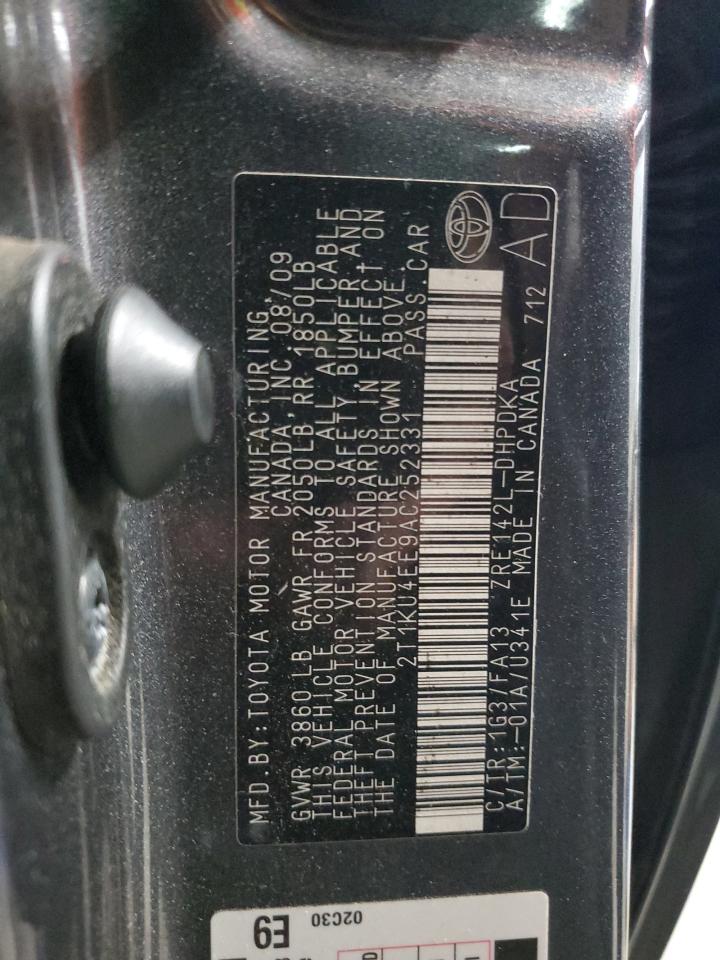 MFD.BY:TOYOTA MOTOR MANUFACTURING
CANADA, INC. 08/09
GVWR 3860 LB GAWR FR 2050LB, RR 1850LB
THIS VEHICLE CONFORMS TO ALL APPLICABLE
FEDERAL MOTOR VEHICLE SAFETY, BUMPER AND
THEFT PREVENTION STANDARDS IN EFFECT ON
THE DATE OF MANUFACTURE SHOWN ABOVE.
2T1KU4EE9AC252331 PASS.CAR
C/TR:1G3/FA13 ZRE142L-DHPDKA
A/TM:-01A/U341E MADE IN CANADA 712
AD
E9
02C30